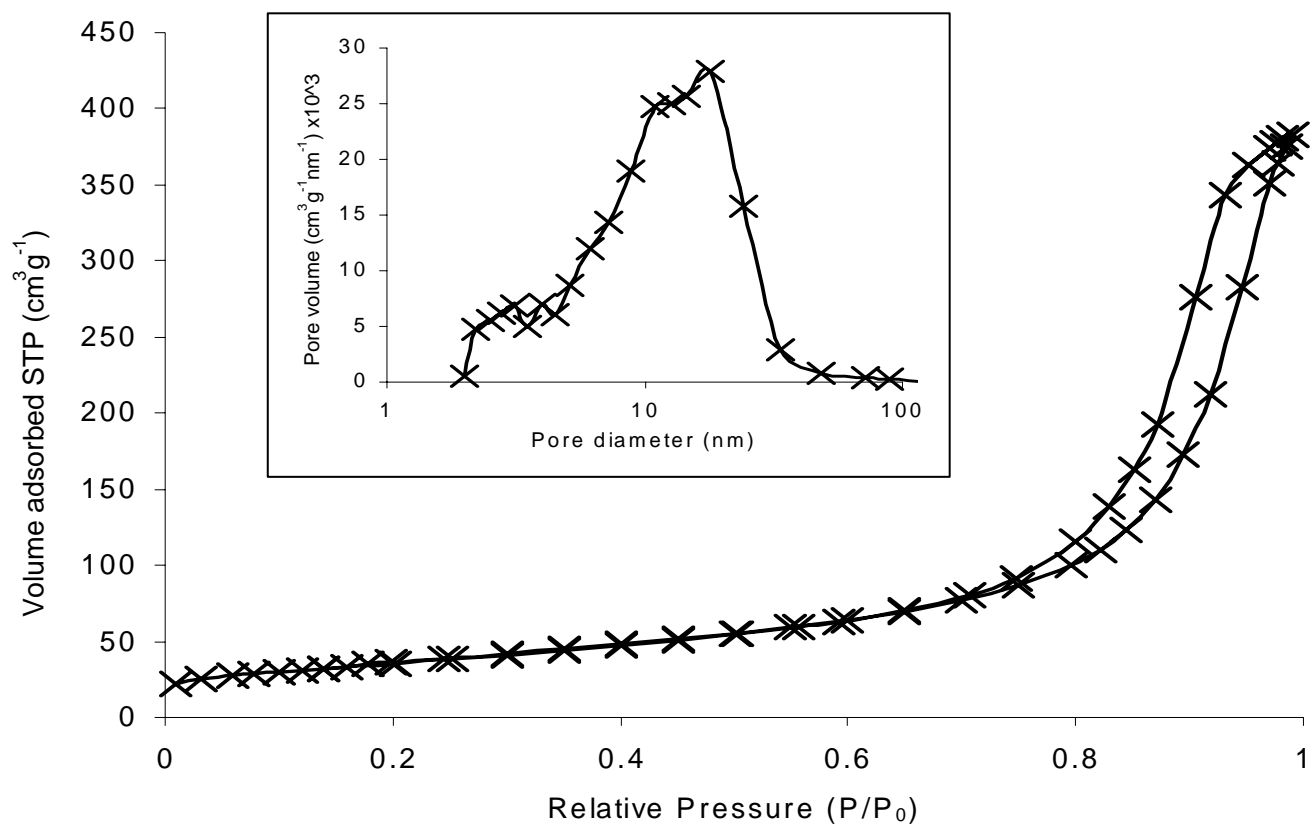 450
400
350
300
250
200
150
100
50
0
Volume adsorbed STP (cm³g⁻¹)
0 0.2 0.4 0.6 0.8 1
Relative Pressure (P/P₀)
30
25
20
15
10
5
0
Pore volume (cm³g⁻¹nm⁻¹) x10^3
1 10 100
Pore diameter (nm)